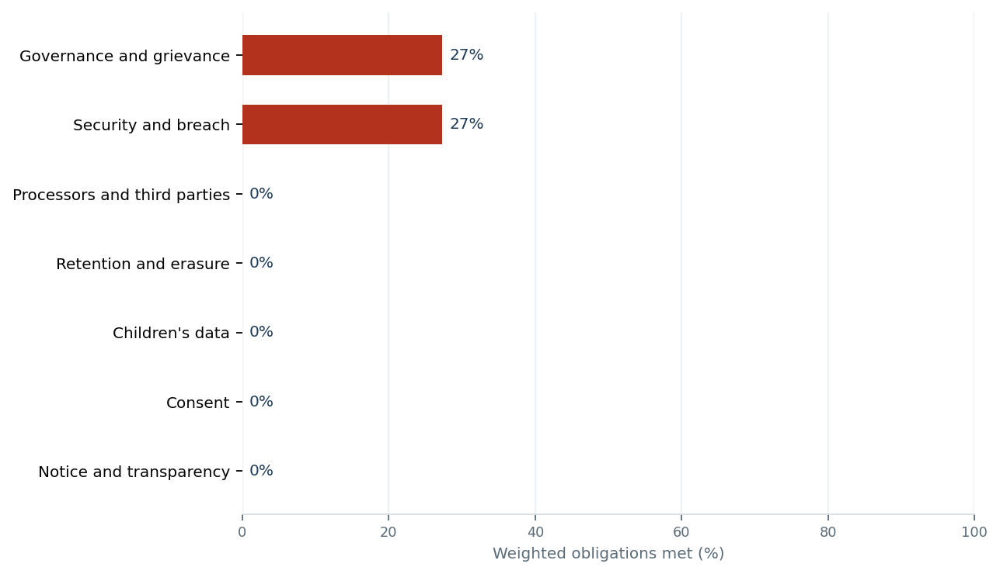 Governance and grievance 27%
Security and breach 27%
Processors and third parties 0%
Retention and erasure 0%
Children's data 0%
Consent 0%
Notice and transparency 0%
0 20 40 60 80 100
Weighted obligations met (%)